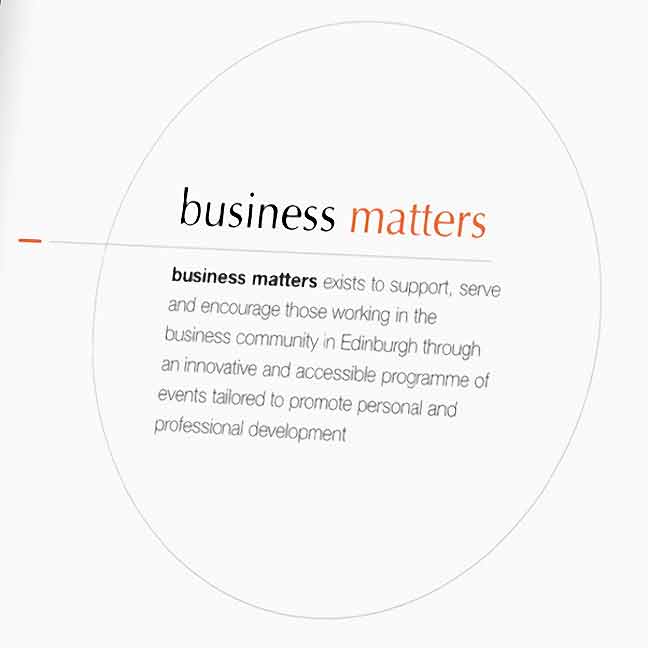 business matters
business matters exists to support, serve
and encourage those working in the
business community in Edinburgh through
an innovative and accessible programme of
events tailored to promote personal and
professional development